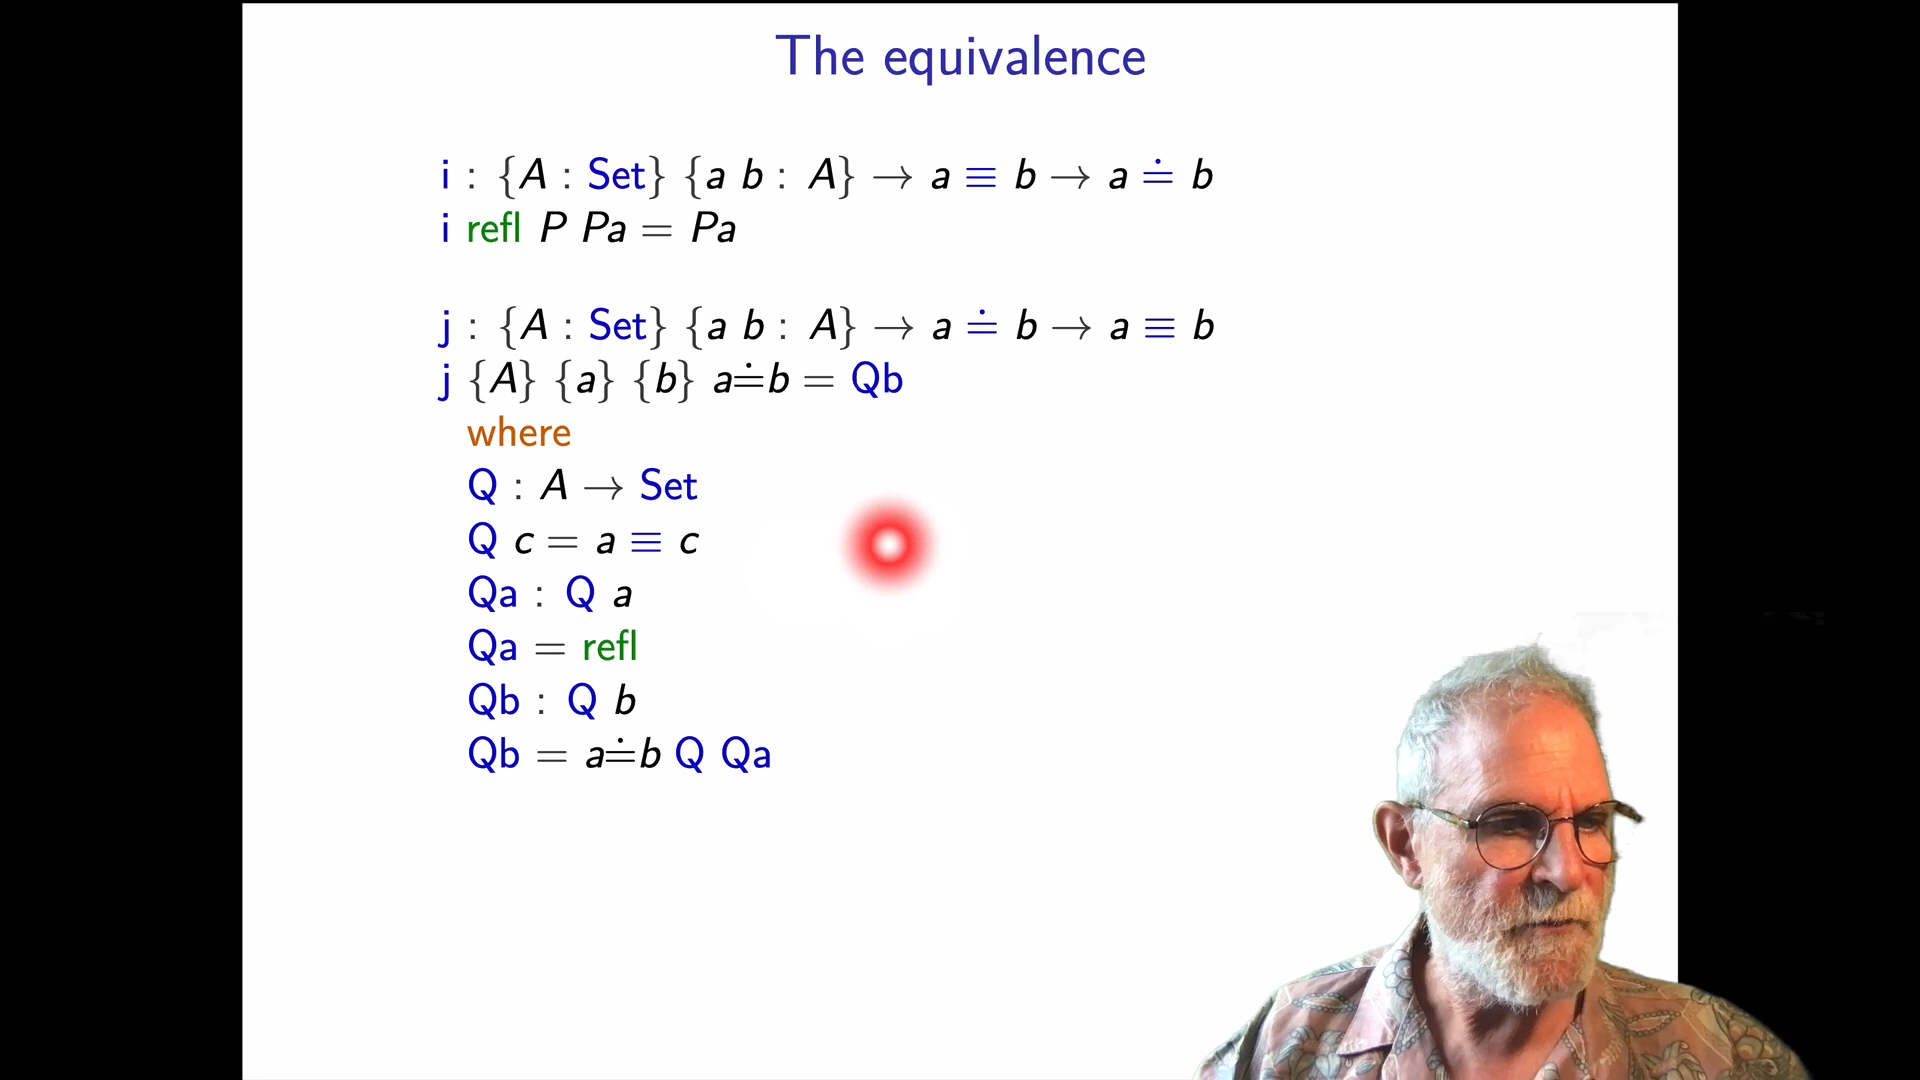 The equivalence
i : {A : Set} {a b : A} → a ≡ b → a ≐ b
i refl P Pa = Pa
j : {A : Set} {a b : A} → a ≐ b → a ≡ b
j {A} {a} {b} a≐b = Qb
where
Q : A → Set
Q c = a ≡ c
Qa : Q a
Qa = refl
Qb : Q b
Qb = a≐b Q Qa